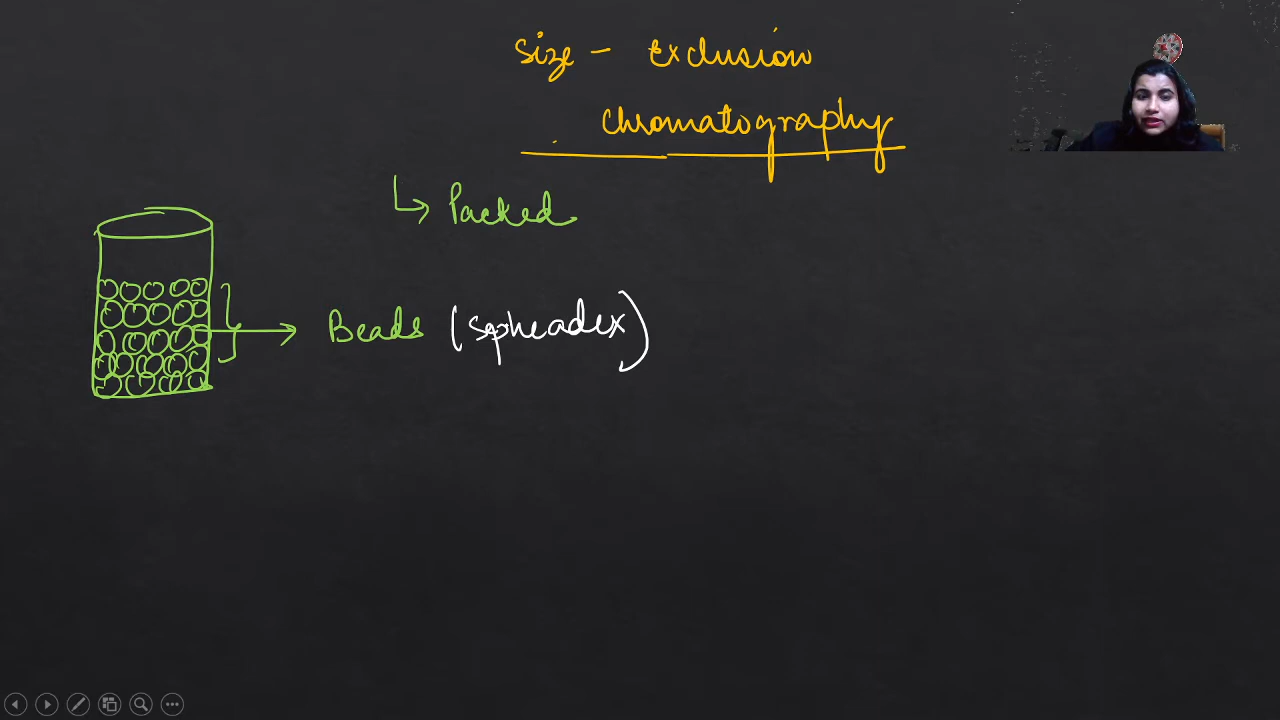 Size - Exclusion
chromatography
↳ Packed
Beads (Sepheadex)